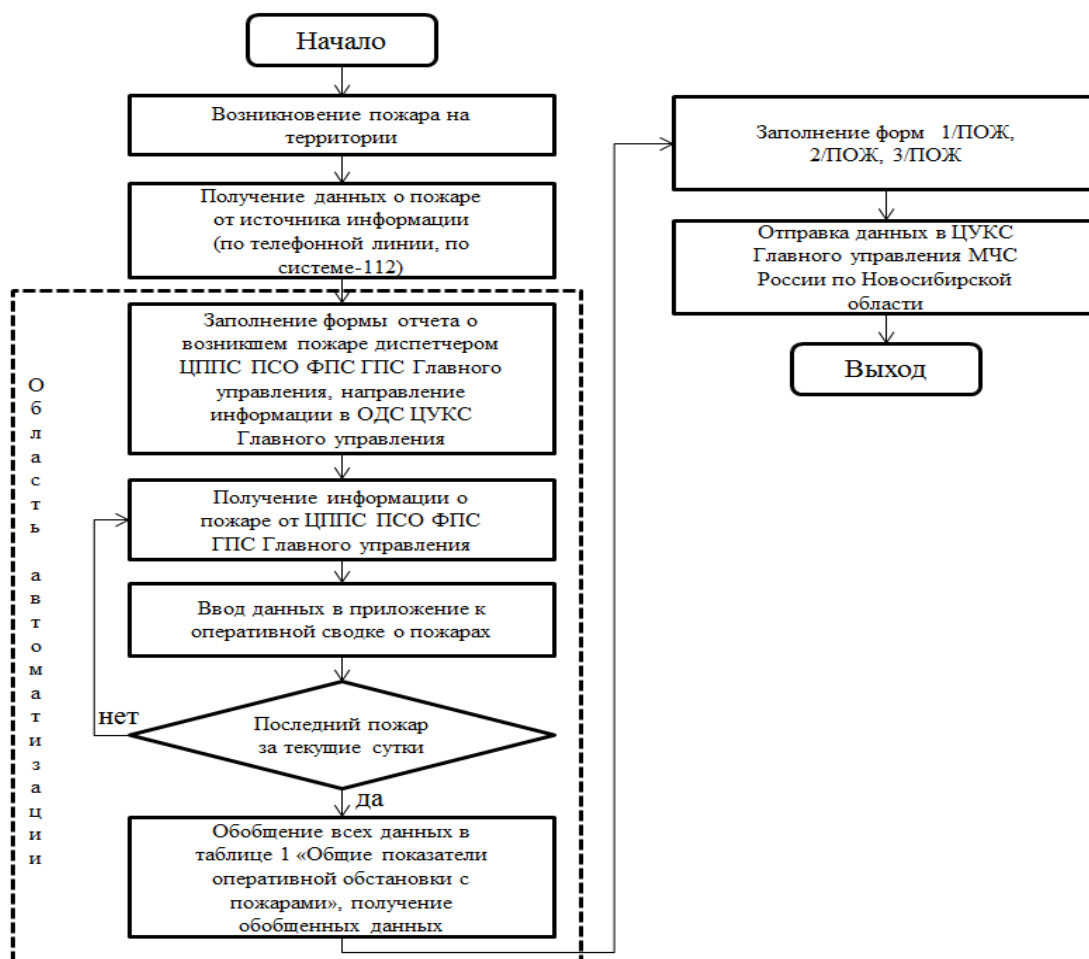 Начало
Возникновение пожара на
территории
Получение данных о пожаре
от источника информации
(по телефонной линии, по
системе-112)
Область автоматизации
Заполнение формы отчета о
возникшем пожаре диспетчером
ЦППС ПСО ФПС ГПС Главного
управления, направление
информации в ОДС ЦУКС
Главного управления
Получение информации о
пожаре от ЦППС ПСО ФПС
ГПС Главного управления
Ввод данных в приложение к
оперативной сводке о пожарах
нет
Последний пожар
за текущие сутки
да
Обобщение всех данных в
таблице 1 «Общие показатели
оперативной обстановки с
пожарами», получение
обобщенных данных
Заполнение форм 1/ПОЖ,
2/ПОЖ, 3/ПОЖ
Отправка данных в ЦУКС
Главного управления МЧС
России по Новосибирской
области
Выход